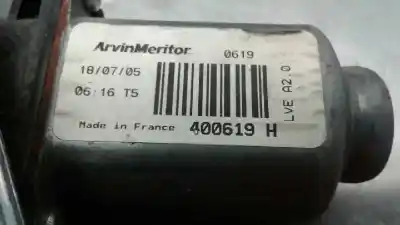 ArvinMeritor 0619
18/07/05
06:16 T5
LVE A2.0
Made in France 400619 H